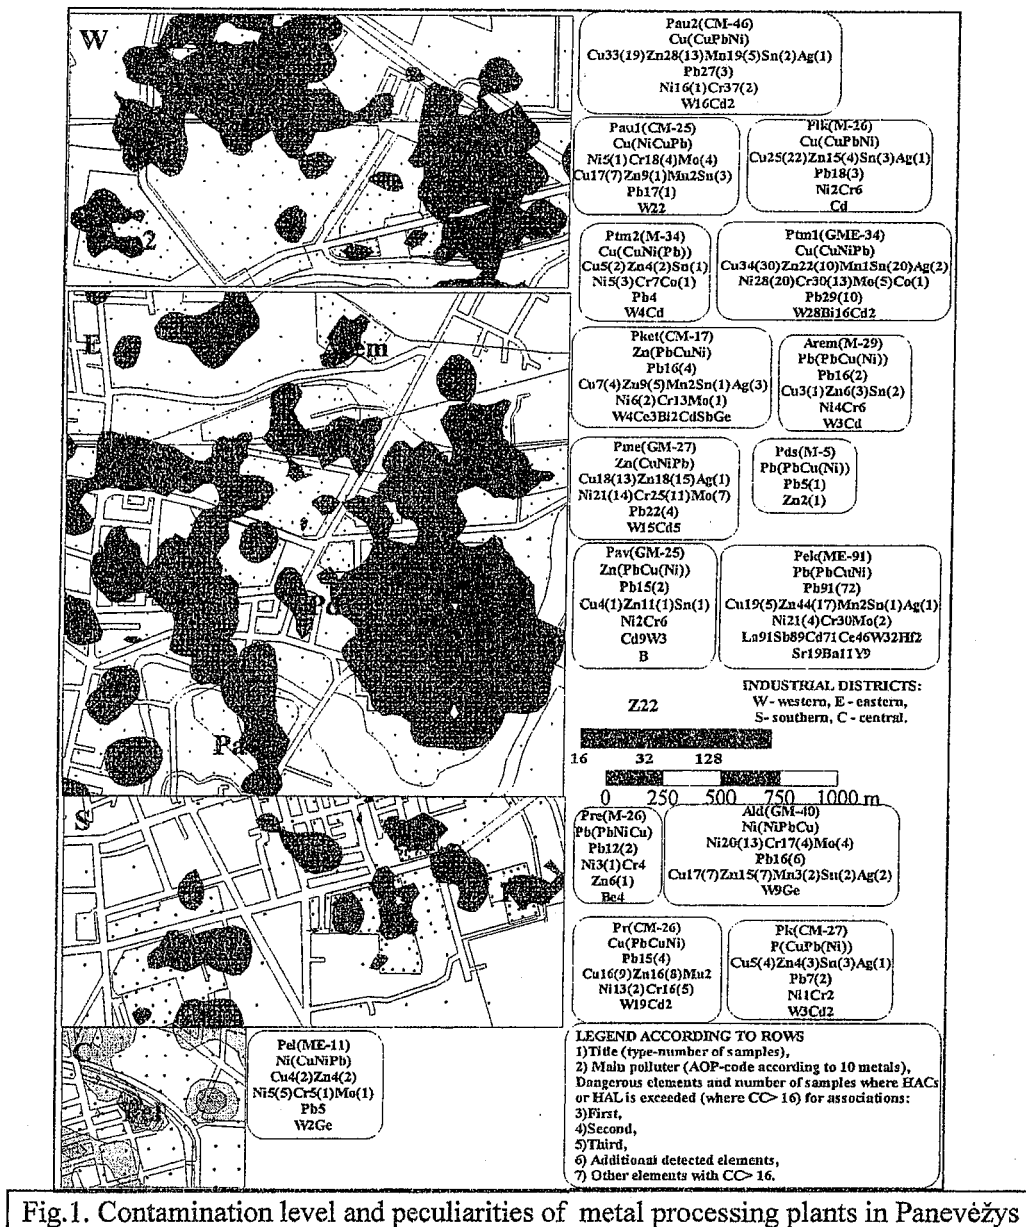 W
2
Pau2(CM-46)
Cu(CuPbNi)
Cu33(19)Zn28(13)Mn19(5)Sn(2)Ag(1)
Pb27(3)
Ni16(1)Cr37(2)
W16Cd2
Pau1(CM-25)
Cu(NiCuPb)
Ni5(1)Cr18(4)Mo(4)
Cu17(7)Zn9(1)Mn2Sn(3)
Pb17(1)
W22
Plk(M-26)
Cu(CuPbNi)
Cu25(22)Zn15(4)Sn(3)Ag(1)
Pb18(3)
Ni2Cr6
Cd
Ptm2(M-34)
Cu(CuNi(Pb))
Cu5(2)Zn4(2)Sn(1)
Ni5(3)Cr7Co(1)
Pb4
W4Cd
Ptm1(GME-34)
Cu(CuNiPb)
Cu34(30)Zn22(10)Mn1Sn(20)Ag(2)
Ni28(20)Cr30(13)Mo(5)Co(1)
Pb29(10)
W28Bi16Cd2
E
em
Pd
Pa
Pket(CM-17)
Zn(PbCuNi)
Pb16(4)
Cu7(4)Zn9(5)Mn2Sn(1)Ag(3)
Ni6(2)Cr13Mo(1)
W4Ce3Bi2CdSbGe
Arem(M-29)
Pb(PbCu(Ni))
Pb16(2)
Cu3(1)Zn6(3)Sn(2)
Ni4Cr6
W3Cd
Pme(GM-27)
Zn(CuNiPb)
Cu18(13)Zn18(15)Ag(1)
Ni21(14)Cr25(11)Mo(7)
Pb22(4)
W15Cd5
Pds(M-5)
Pb(PbCu(Ni))
Pb5(1)
Zn2(1)
Pav(GM-25)
Zn(PbCu(Ni))
Pb15(2)
Cu4(1)Zn11(1)Sn(1)
Ni2Cr6
Cd9W3
B
Pek(ME-91)
Pb(PbCuNi)
Pb91(72)
Cu19(5)Zn44(17)Mn2Sn(1)Ag(1)
Ni21(4)Cr30Mo(2)
La91Sb89Cd71Ce46W32Hf2
Sr19Ba11Y9
Z22
INDUSTRIAL DISTRICTS:
W- western, E - eastern,
S- southern, C - central.
16 32 128
0 250 500 750 1000 m
S
Pre(M-26)
Pb(PbNiCu)
Pb12(2)
Ni3(1)Cr4
Zn6(1)
Be4
Ald(GM-40)
Ni(NiPbCu)
Ni20(13)Cr17(4)Mo(4)
Pb16(6)
Cu17(7)Zn15(7)Mn3(2)Sn(2)Ag(2)
W9Ge
Pr(CM-26)
Cu(PbCuNi)
Pb15(4)
Cu16(9)Zn16(8)Mn2
Ni13(2)Cr16(5)
W19Cd2
Pk(CM-27)
P(CuPb(Ni))
Cu5(4)Zn4(3)Sn(3)Ag(1)
Pb7(2)
Ni1Cr2
W3Cd2
C
Pel
Pel(ME-11)
Ni(CuNiPb)
Cu4(2)Zn4(2)
Ni5(5)Cr5(1)Mo(1)
Pb5
W2Ge
LEGEND ACCORDING TO ROWS
1)Title (type-number of samples),
2) Main polluter (AOP-code according to 10 metals),
Dangerous elements and number of samples where HACs
or HAL is exceeded (where CC> 16) for associations:
3)First,
4)Second,
5)Third,
6) Additional detected elements,
7) Other elements with CC> 16.
Fig.1. Contamination level and peculiarities of metal processing plants in Panevėžys